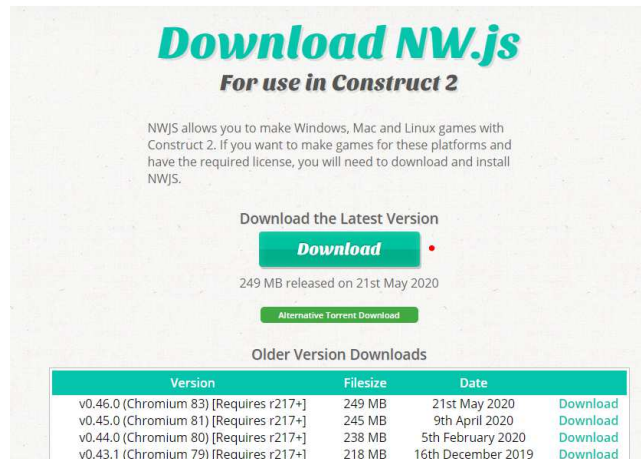 Download NW.js
For use in Construct 2
NWJS allows you to make Windows, Mac and Linux games with
Construct 2. If you want to make games for these platforms and
have the required license, you will need to download and install
NWJS.
Download the Latest Version
Download
249 MB released on 21st May 2020
Alternative Torrent Download
Older Version Downloads
Version Filesize Date
v0.46.0 (Chromium 83) [Requires r217+] 249 MB 21st May 2020 Download
v0.45.0 (Chromium 81) [Requires r217+] 245 MB 9th April 2020 Download
v0.44.0 (Chromium 80) [Requires r217+] 238 MB 5th February 2020 Download
v0.43.1 (Chromium 79) [Requires r217+] 218 MB 16th December 2019 Download